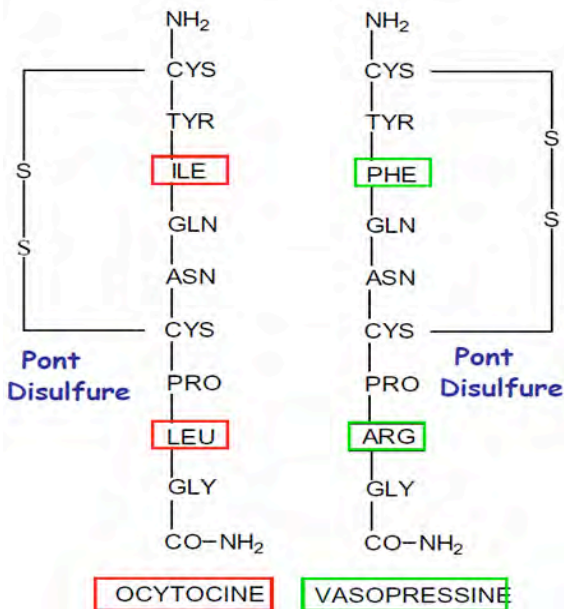 NH2
CYS
TYR
ILE
GLN
ASN
CYS
PRO
LEU
GLY
CO-NH2
S
S
Pont
Disulfure
OCYTOCINE
NH2
CYS
TYR
PHE
GLN
ASN
CYS
PRO
ARG
GLY
CO-NH2
S
S
Pont
Disulfure
VASOPRESSINE